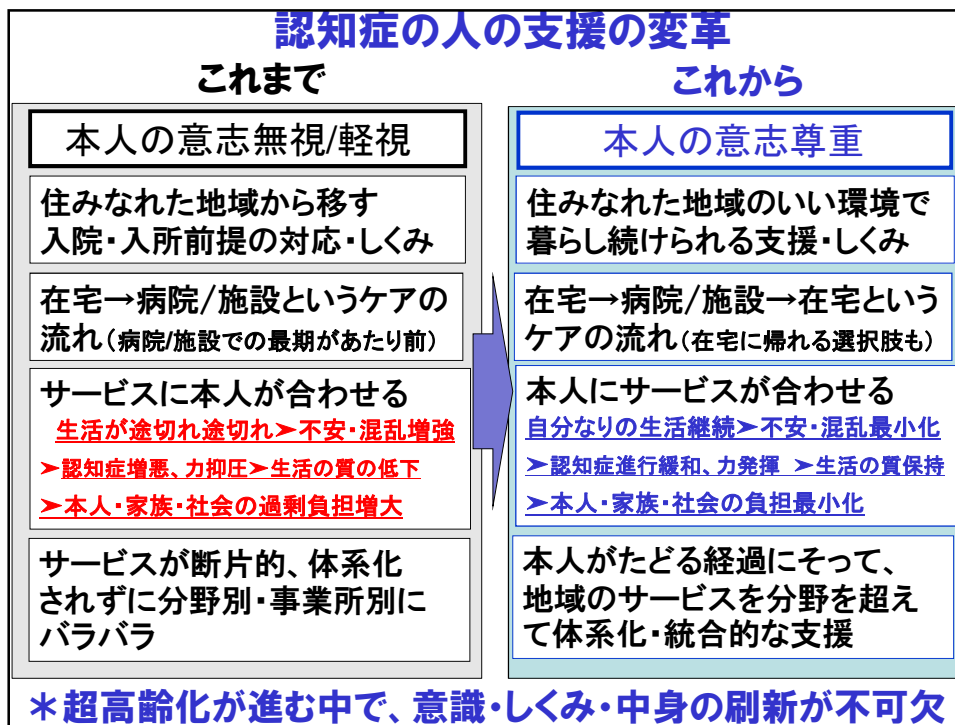 認知症の人の支援の変革
これまで
本人の意志無視/軽視
住みなれた地域から移す
入院・入所前提の対応・しくみ
在宅→病院/施設というケアの
流れ(病院/施設での最期があたり前)
サービスに本人が合わせる
生活が途切れ途切れ➢不安・混乱増強
➢認知症増悪、力抑圧➢生活の質の低下
➢本人・家族・社会の過剰負担増大
サービスが断片的、体系化
されずに分野別・事業所別に
バラバラ
これから
本人の意志尊重
住みなれた地域のいい環境で
暮らし続けられる支援・しくみ
在宅→病院/施設→在宅という
ケアの流れ(在宅に帰れる選択肢も)
本人にサービスが合わせる
自分なりの生活継続➢不安・混乱最小化
➢認知症進行緩和、力発揮 ➢生活の質保持
➢本人・家族・社会の負担最小化
本人がたどる経過にそって、
地域のサービスを分野を超え
て体系化・統合的な支援
＊超高齢化が進む中で、意識・しくみ・中身の刷新が不可欠